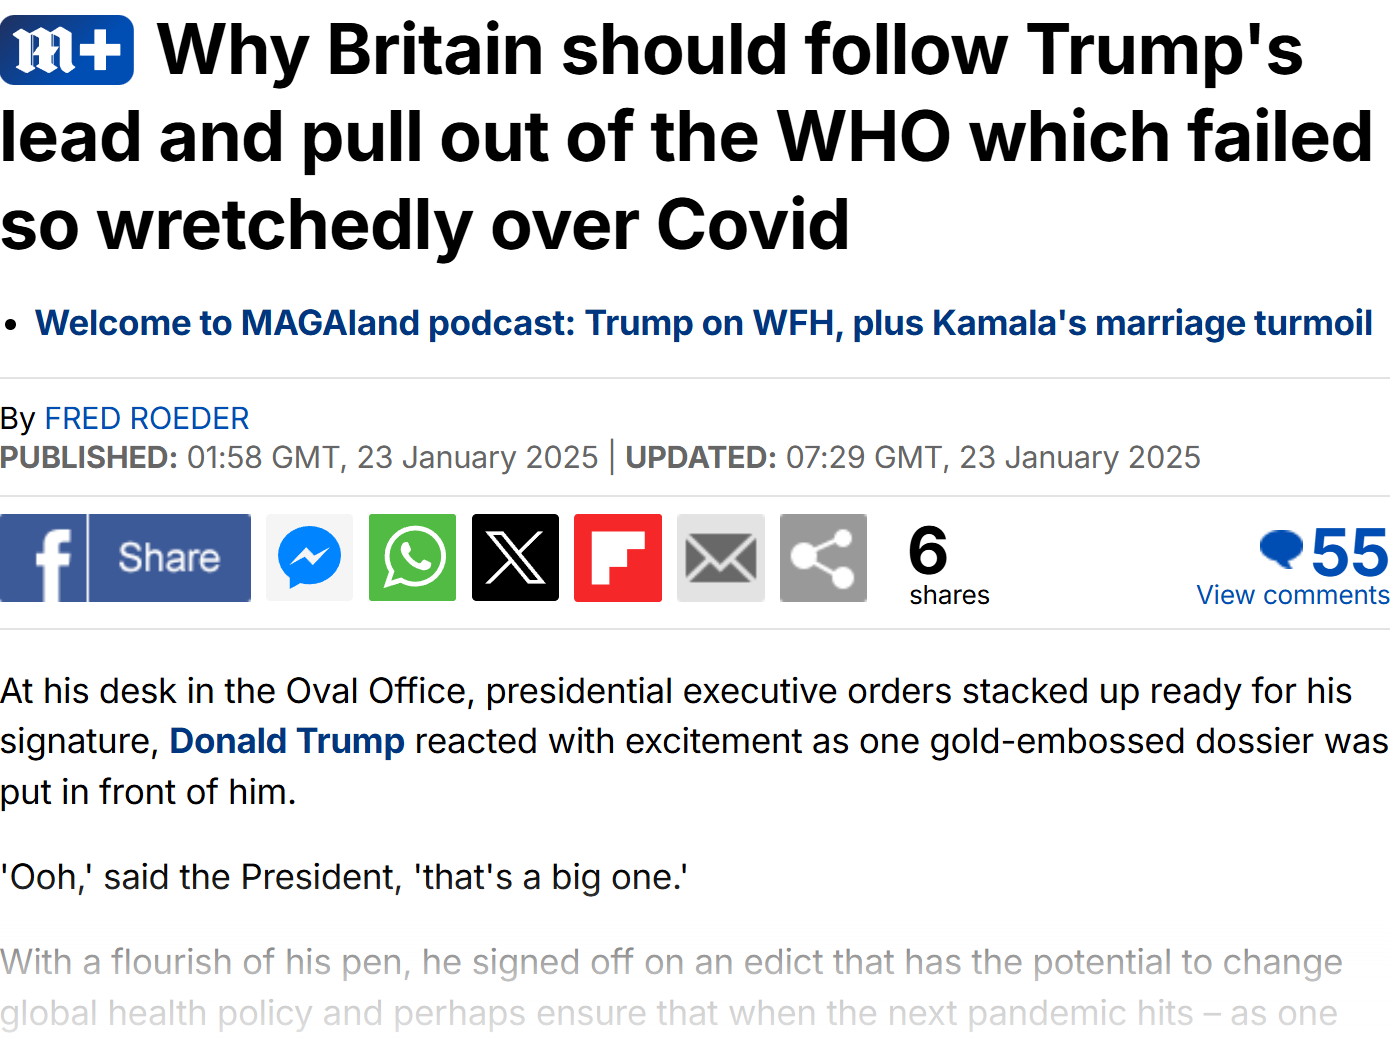 M+ Why Britain should follow Trump's
lead and pull out of the WHO which failed
so wretchedly over Covid
• Welcome to MAGAland podcast: Trump on WFH, plus Kamala's marriage turmoil
By FRED ROEDER
PUBLISHED: 01:58 GMT, 23 January 2025 | UPDATED: 07:29 GMT, 23 January 2025
f Share
6
shares
55
View comments
At his desk in the Oval Office, presidential executive orders stacked up ready for his
signature, Donald Trump reacted with excitement as one gold-embossed dossier was
put in front of him.
'Ooh,' said the President, 'that's a big one.'
With a flourish of his pen, he signed off on an edict that has the potential to change
global health policy and perhaps ensure that when the next pandemic hits – as one